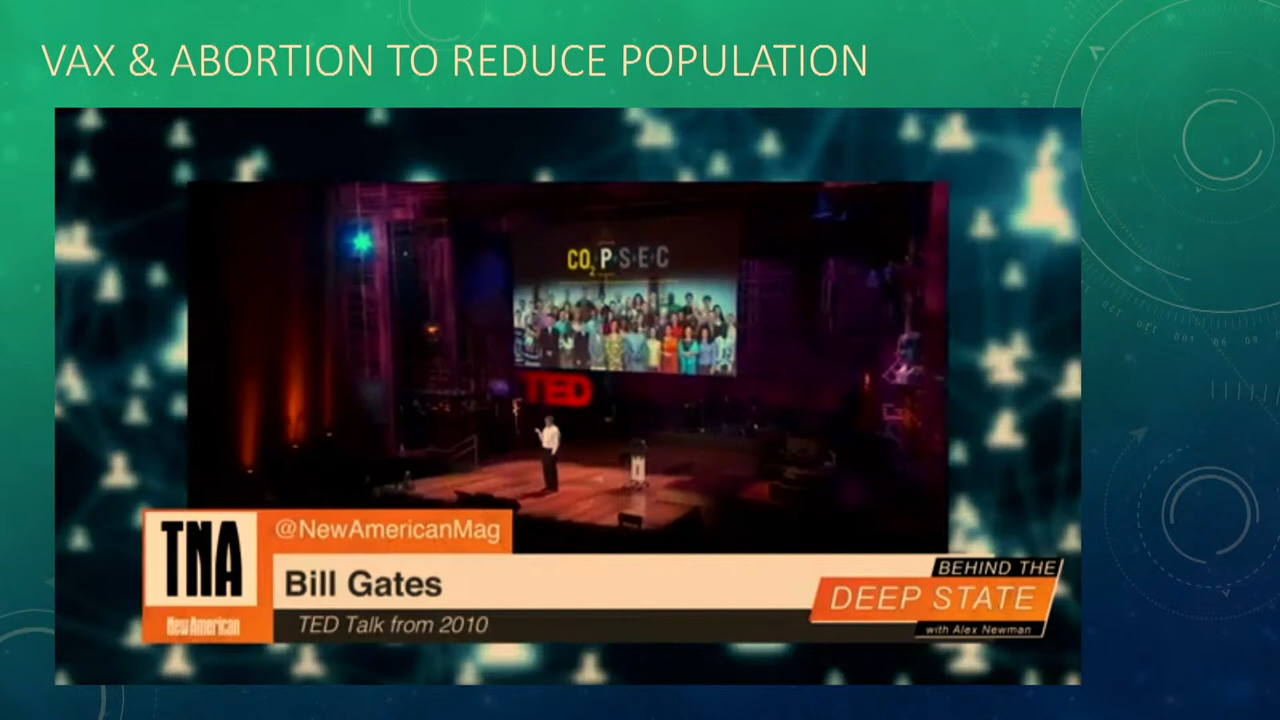 VAX & ABORTION TO REDUCE POPULATION
CO2 P S E C
TED
TNA
New American
@NewAmericanMag
Bill Gates
TED Talk from 2010
BEHIND THE
DEEP STATE
with Alex Newman